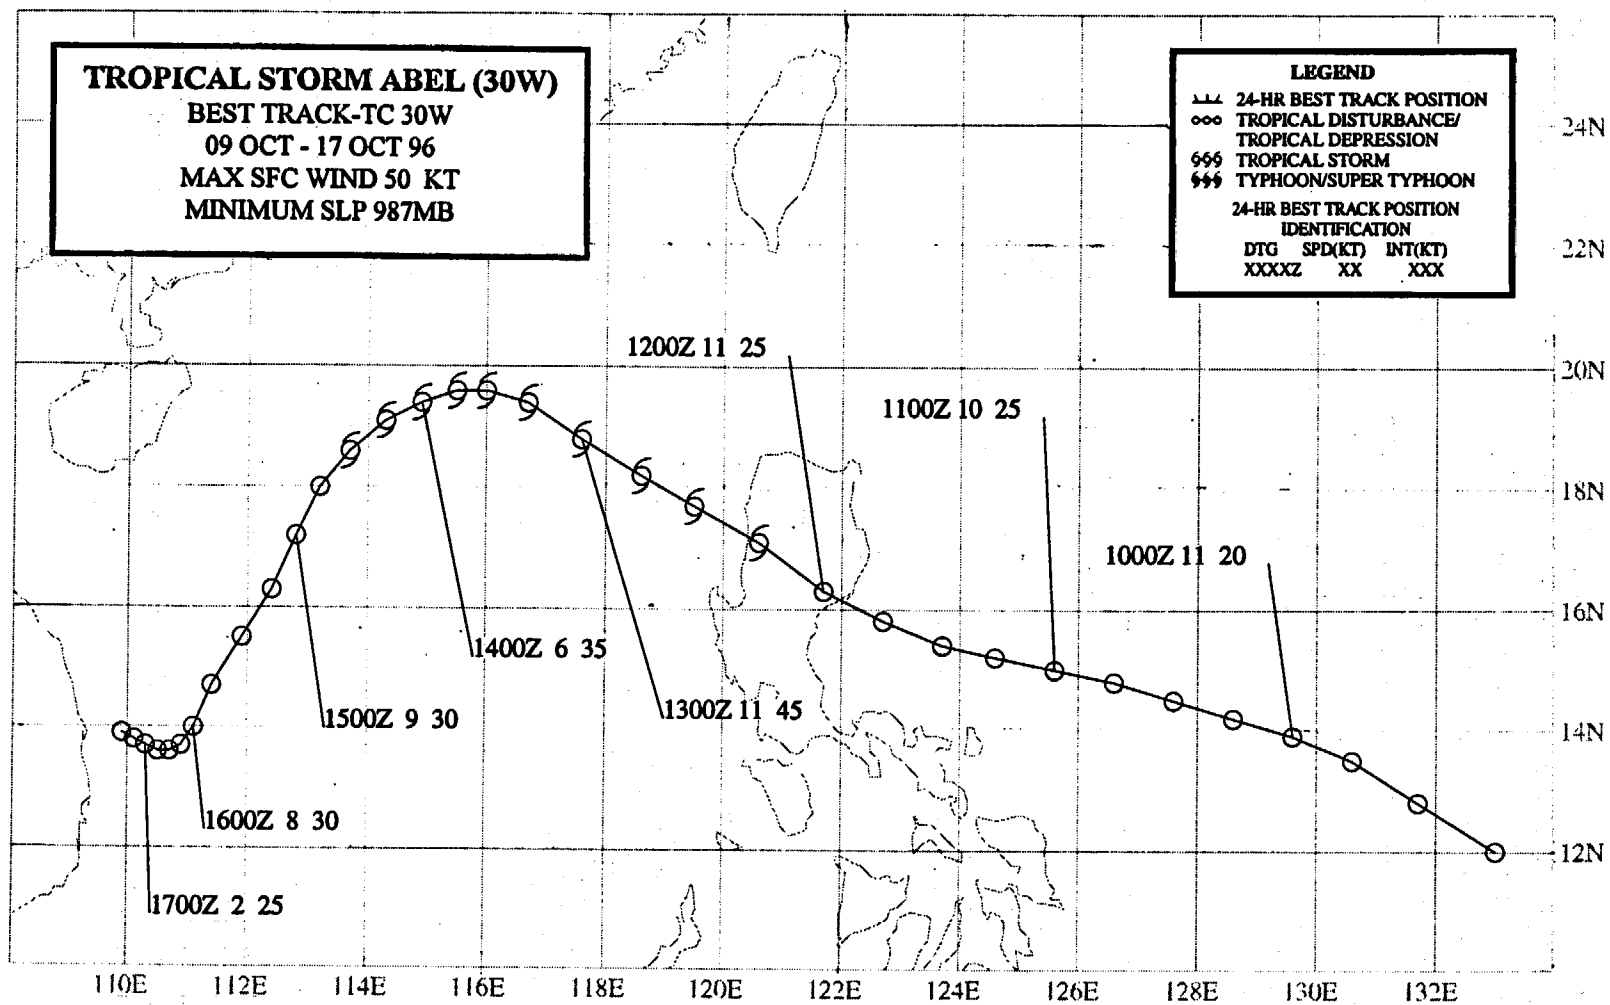 TROPICAL STORM ABEL (30W)
BEST TRACK-TC 30W
09 OCT - 17 OCT 96
MAX SFC WIND 50 KT
MINIMUM SLP 987MB
LEGEND
24-HR BEST TRACK POSITION
TROPICAL DISTURBANCE/
TROPICAL DEPRESSION
TROPICAL STORM
TYPHOON/SUPER TYPHOON
24-HR BEST TRACK POSITION
IDENTIFICATION
DTG SPD(KT) INT(KT)
XXXXZ XX XXX
24N
22N
20N
18N
16N
14N
12N
1200Z 11 25
1100Z 10 25
1000Z 11 20
1400Z 6 35
1300Z 11 45
1500Z 9 30
1600Z 8 30
1700Z 2 25
110E 112E 114E 116E 118E 120E 122E 124E 126E 128E 130E 132E